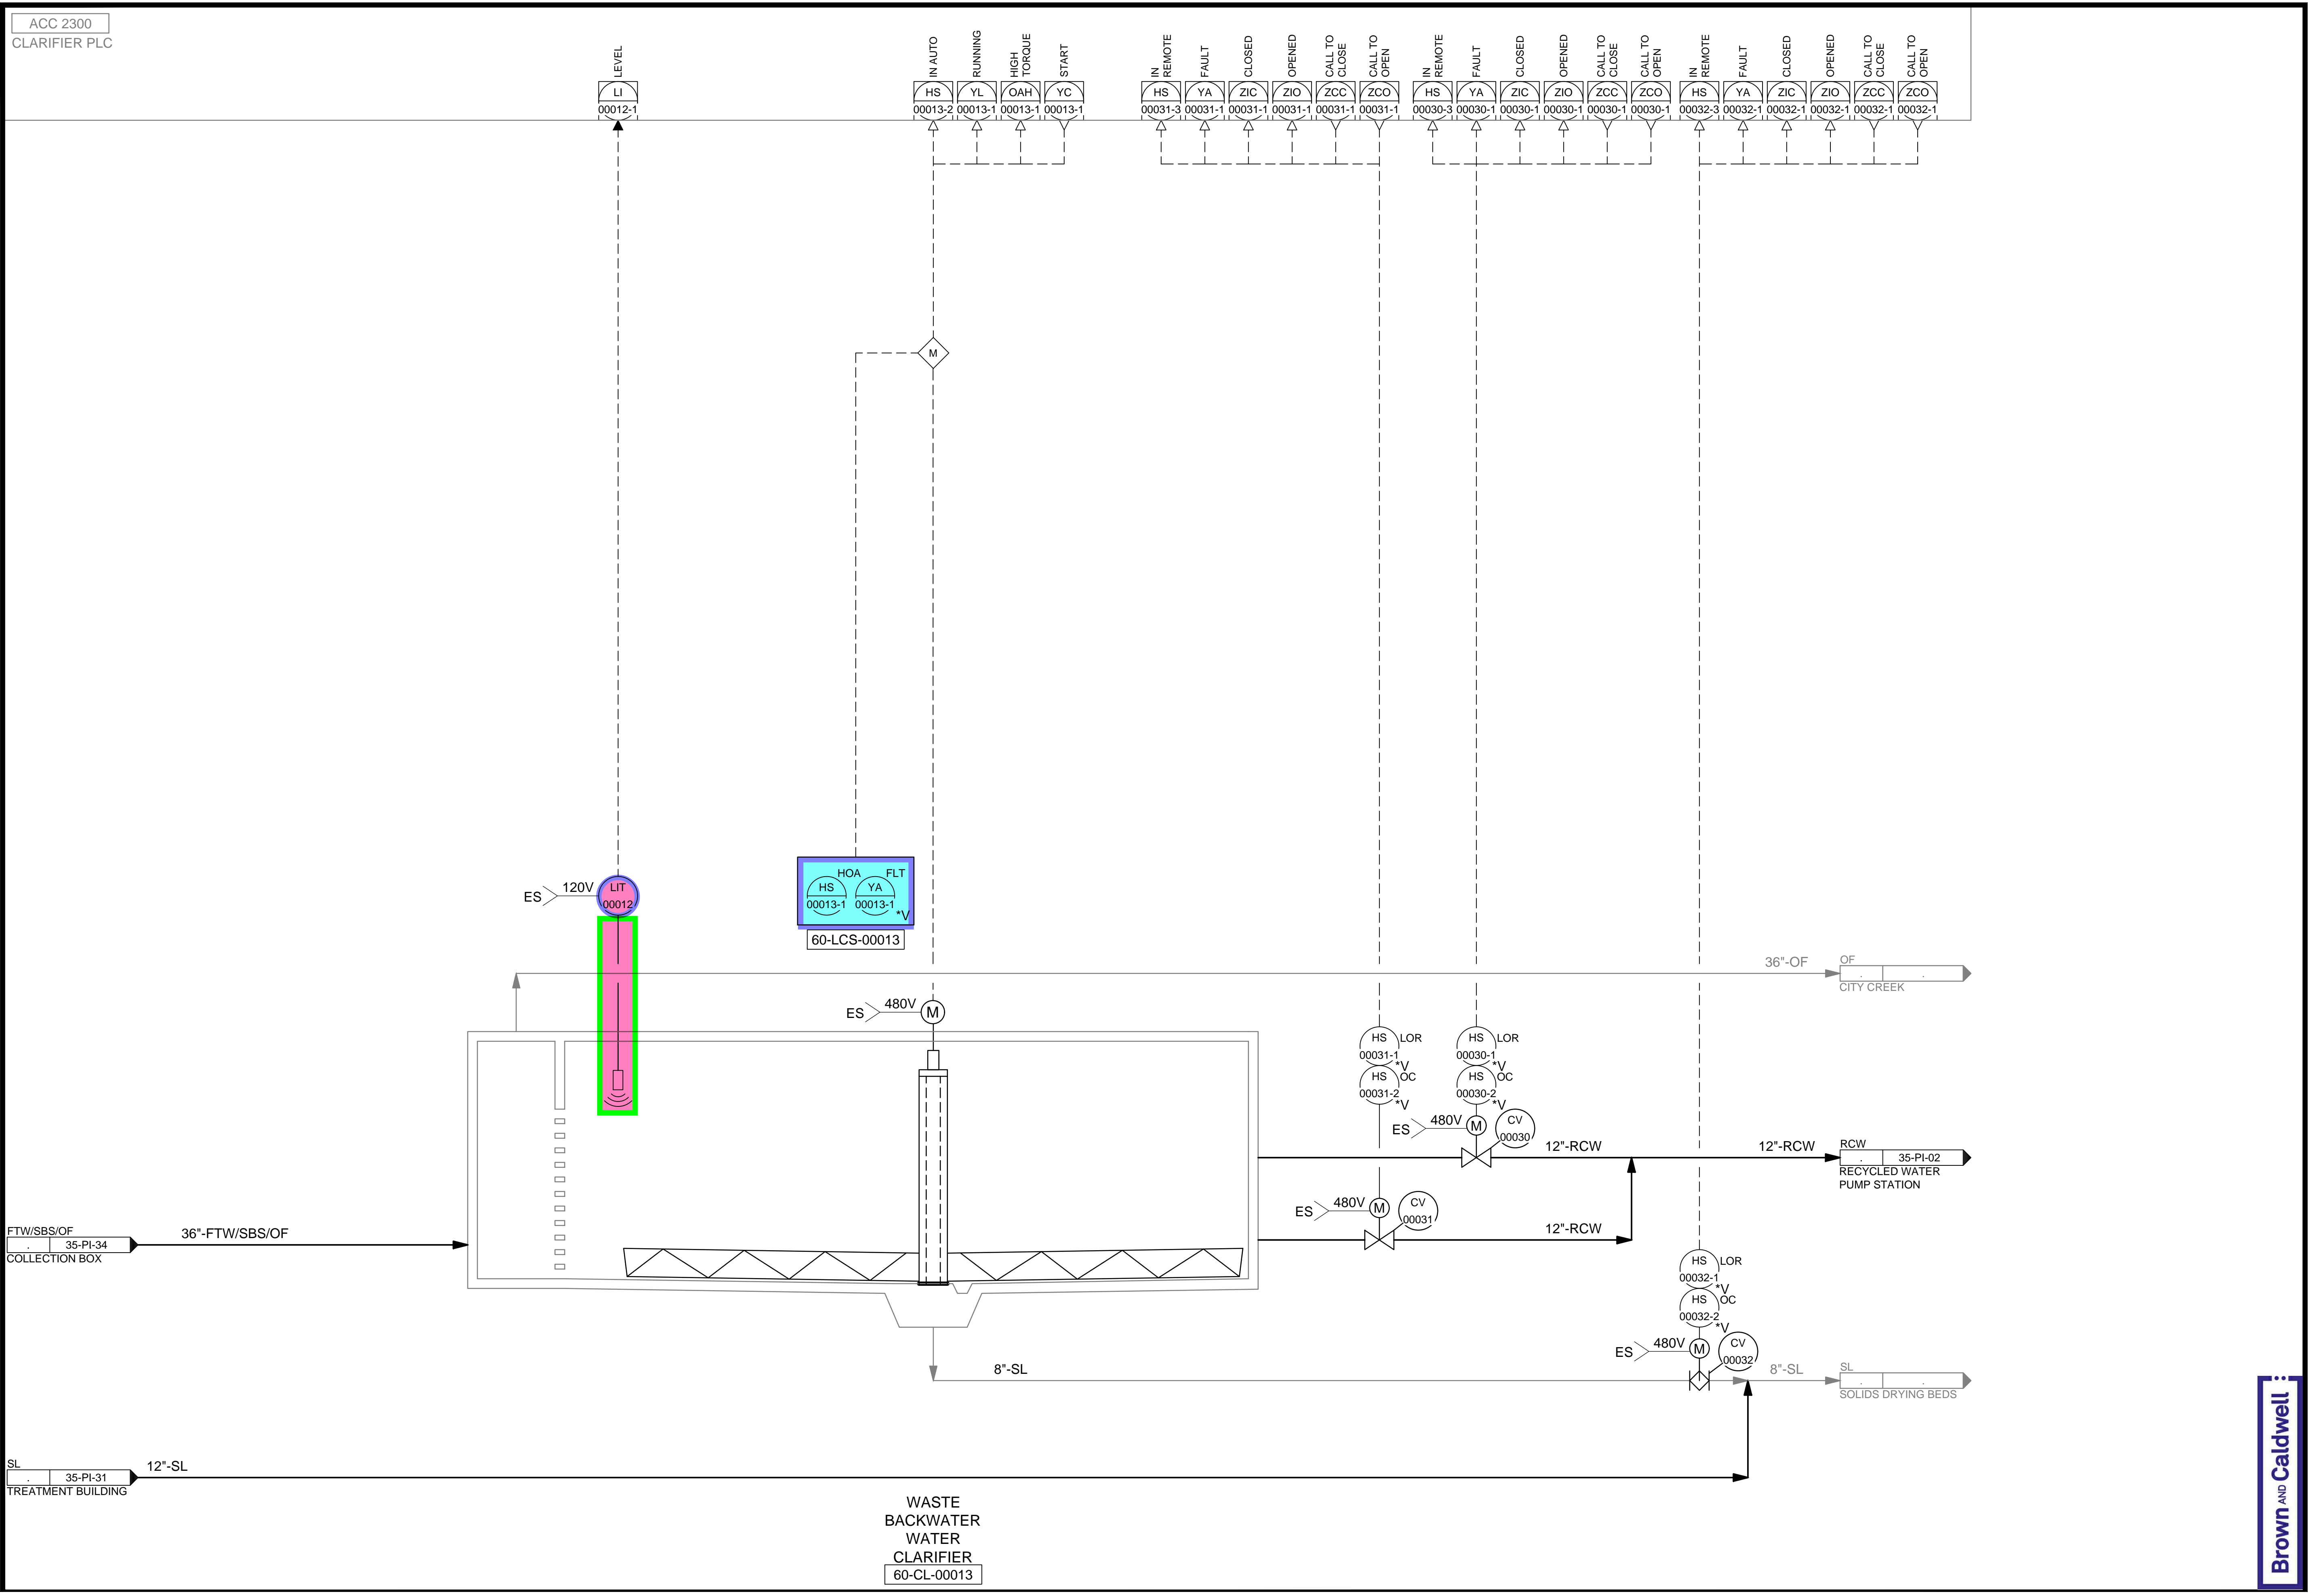 ACC 2300
CLARIFIER PLC
LEVEL
IN AUTO
RUNNING
HIGH
TORQUE
START
IN
REMOTE
FAULT
CLOSED
OPENED
CALL TO
CLOSE
CALL TO
OPEN
IN
REMOTE
FAULT
CLOSED
OPENED
CALL TO
CLOSE
CALL TO
OPEN
IN
REMOTE
FAULT
CLOSED
OPENED
CALL TO
CLOSE
CALL TO
OPEN
LI
00012-1
HS
00013-2
YL
00013-1
OAH
00013-1
YC
00013-1
HS
00031-3
YA
00031-1
ZIC
00031-1
ZIO
00031-1
ZCC
00031-1
ZCO
00031-1
HS
00030-3
YA
00030-1
ZIC
00030-1
ZIO
00030-1
ZCC
00030-1
ZCO
00030-1
HS
00032-3
YA
00032-1
ZIC
00032-1
ZIO
00032-1
ZCC
00032-1
ZCO
00032-1
M
ES
120V
LIT
00012
HOA
FLT
HS
00013-1
YA
00013-1
*V
60-LCS-00013
36"-OF
OF
. .
CITY CREEK
ES
480V
M
HS
LOR
00031-1
*V
HS
OC
00031-2
*V
HS
LOR
00030-1
*V
HS
OC
00030-2
*V
ES
480V
M
CV
00030
12"-RCW
12"-RCW
RCW
. 35-PI-02
RECYCLED WATER
PUMP STATION
ES
480V
M
CV
00031
12"-RCW
FTW/SBS/OF
. 35-PI-34
COLLECTION BOX
36"-FTW/SBS/OF
HS
LOR
00032-1
*V
HS
OC
00032-2
*V
ES
480V
M
CV
00032
8"-SL
8"-SL
SL
. .
SOLIDS DRYING BEDS
SL
. 35-PI-31
TREATMENT BUILDING
12"-SL
WASTE
BACKWATER
WATER
CLARIFIER
60-CL-00013
Brown AND Caldwell